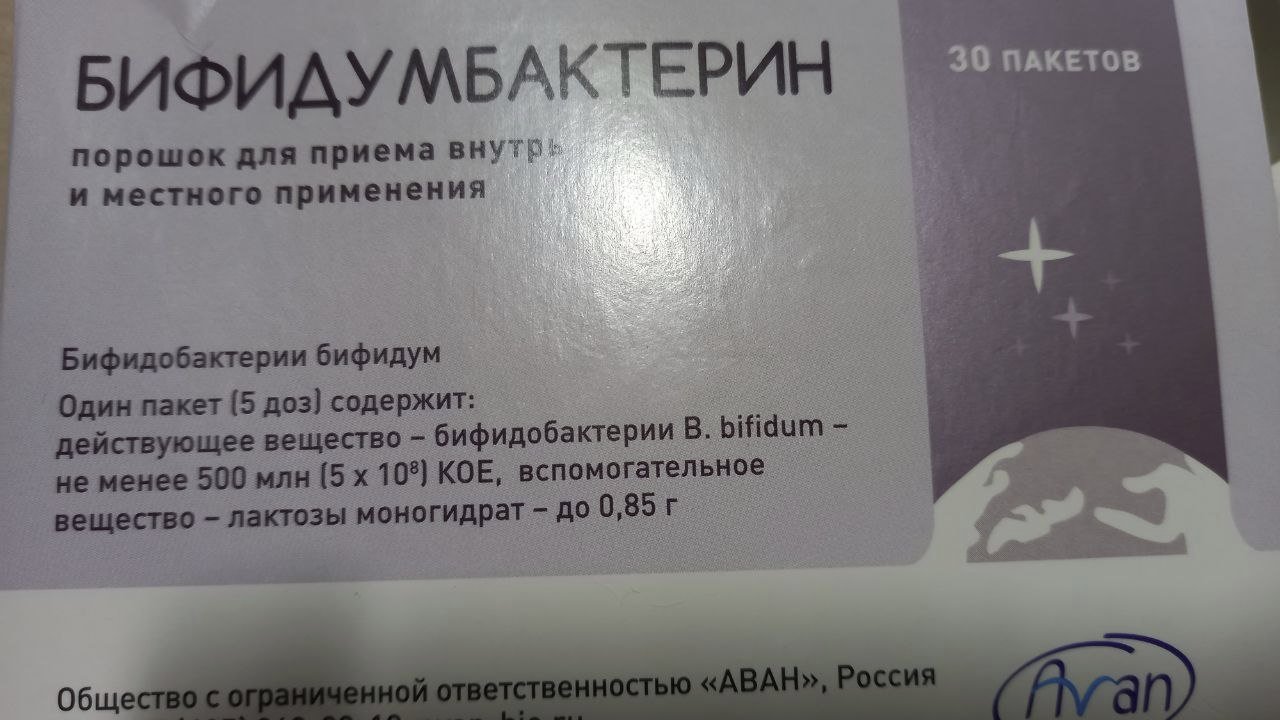 БИФИДУМБАКТЕРИН
30 ПАКЕТОВ
порошок для приема внутрь
и местного применения
Бифидобактерии бифидум
Один пакет (5 доз) содержит:
действующее вещество – бифидобактерии B. bifidum –
не менее 500 млн (5 х 10⁸) КОЕ, вспомогательное
вещество – лактозы моногидрат – до 0,85 г
Общество с ограниченной ответственностью «АВАН», Россия
Avan